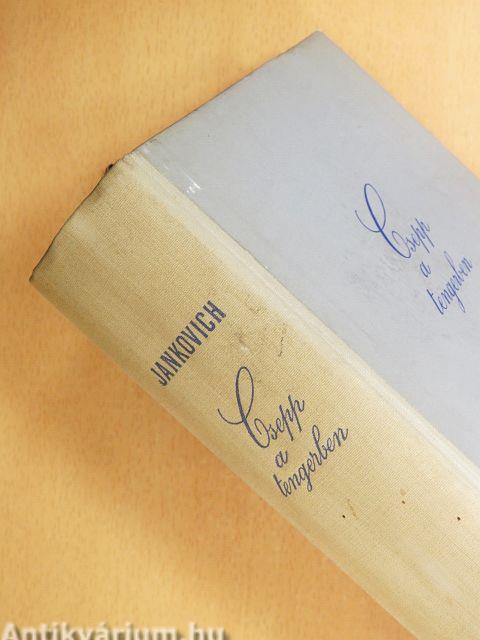 JANKOVICH
Csepp
a
tengerben
Csepp
a
tengerben
Antikvárium.hu